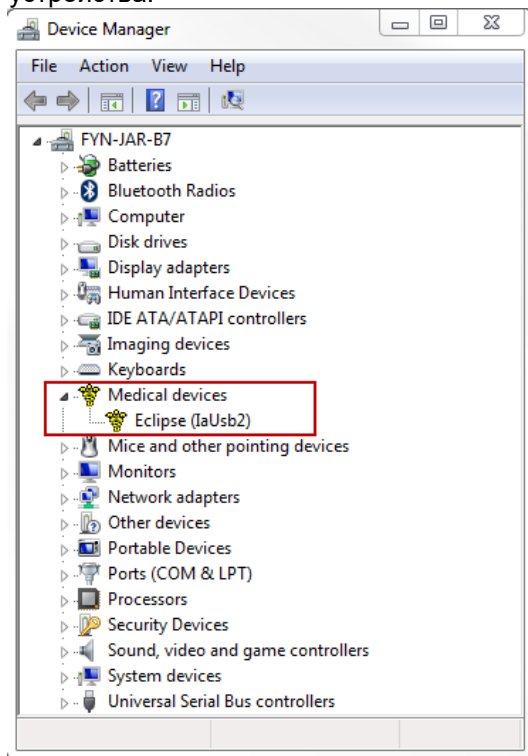 устройства.
Device Manager
File Action View Help
FYN-JAR-B7
Batteries
Bluetooth Radios
Computer
Disk drives
Display adapters
Human Interface Devices
IDE ATA/ATAPI controllers
Imaging devices
Keyboards
Medical devices
Eclipse (IaUsb2)
Mice and other pointing devices
Monitors
Network adapters
Other devices
Portable Devices
Ports (COM & LPT)
Processors
Security Devices
Sound, video and game controllers
System devices
Universal Serial Bus controllers